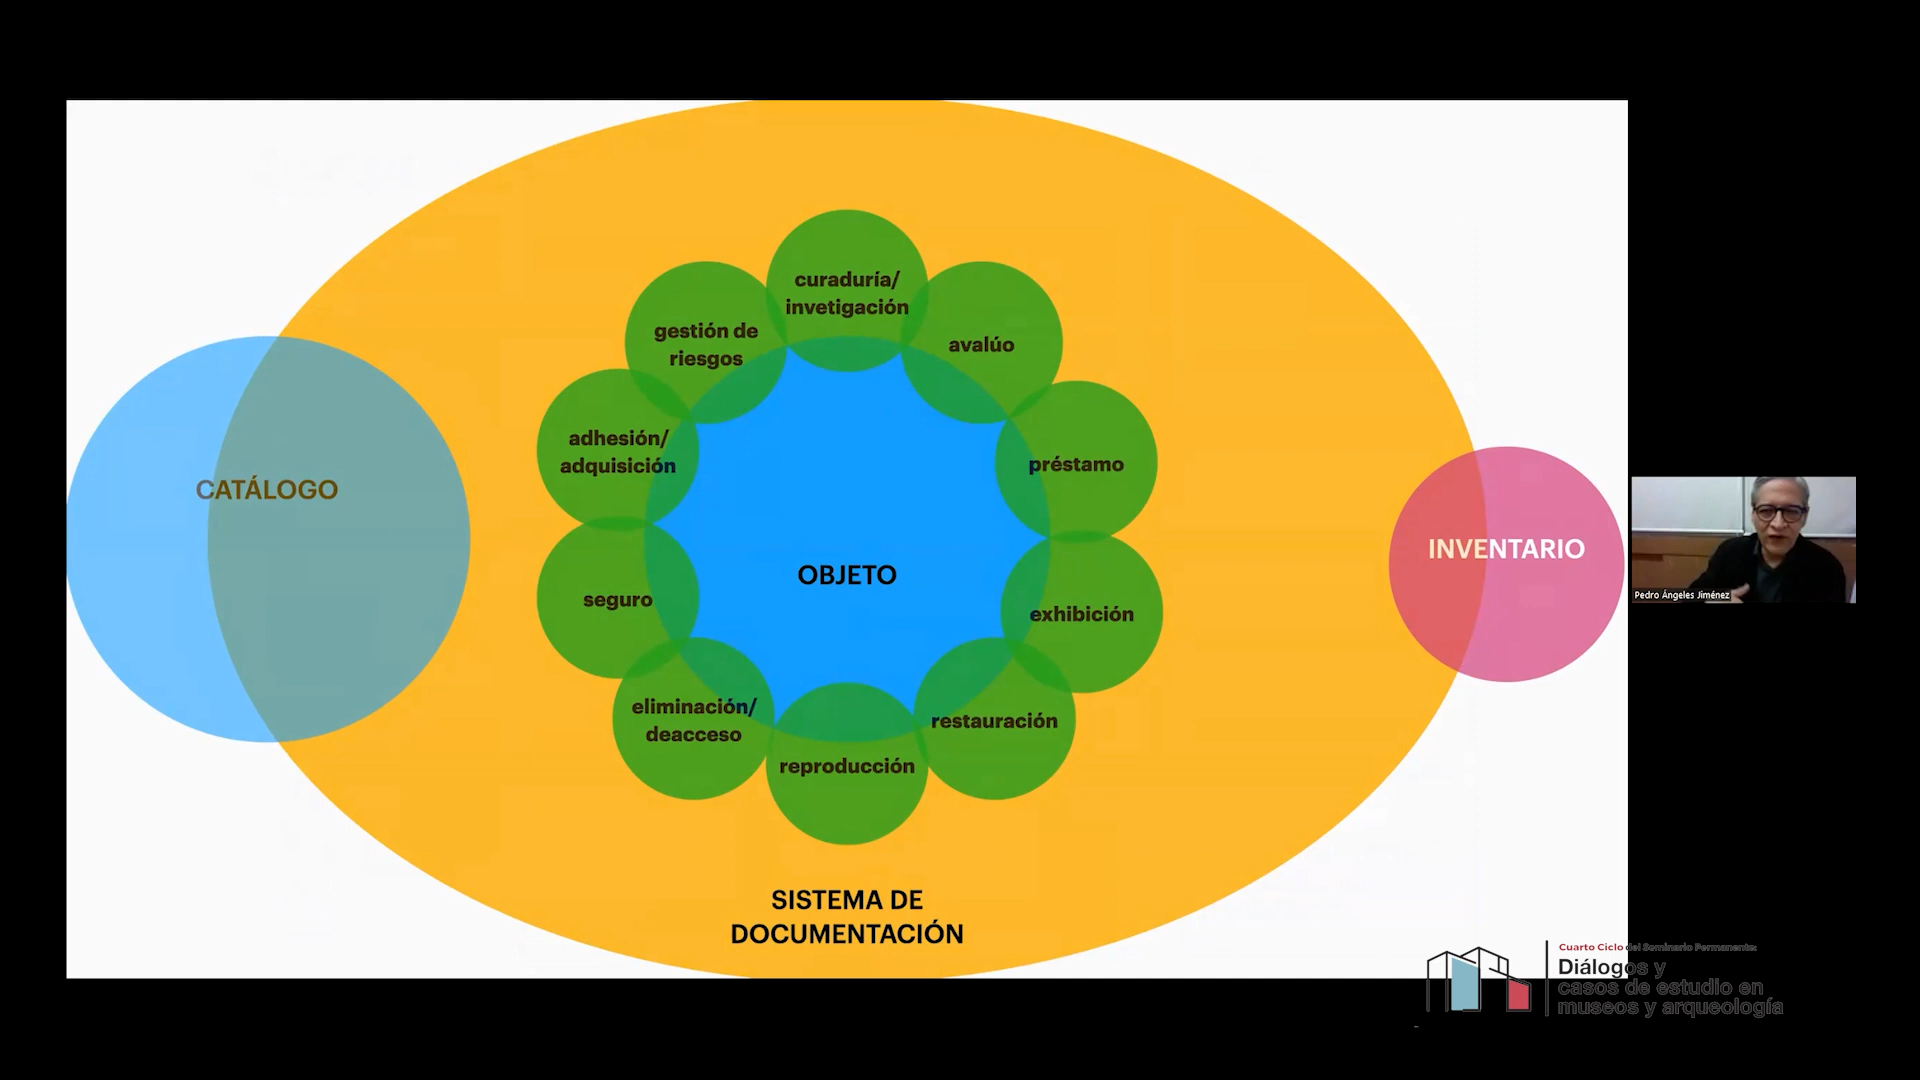 curaduría/
invetigación
gestión de
riesgos
avalúo
adhesión/
adquisición
préstamo
CATÁLOGO
INVENTARIO
OBJETO
seguro
exhibición
eliminación/
deacceso
restauración
reproducción
SISTEMA DE
DOCUMENTACIÓN
Pedro Ángeles Jiménez
Cuarto Ciclo del Seminario Permanente:
Diálogos y
casos de estudio en
museos y arqueología